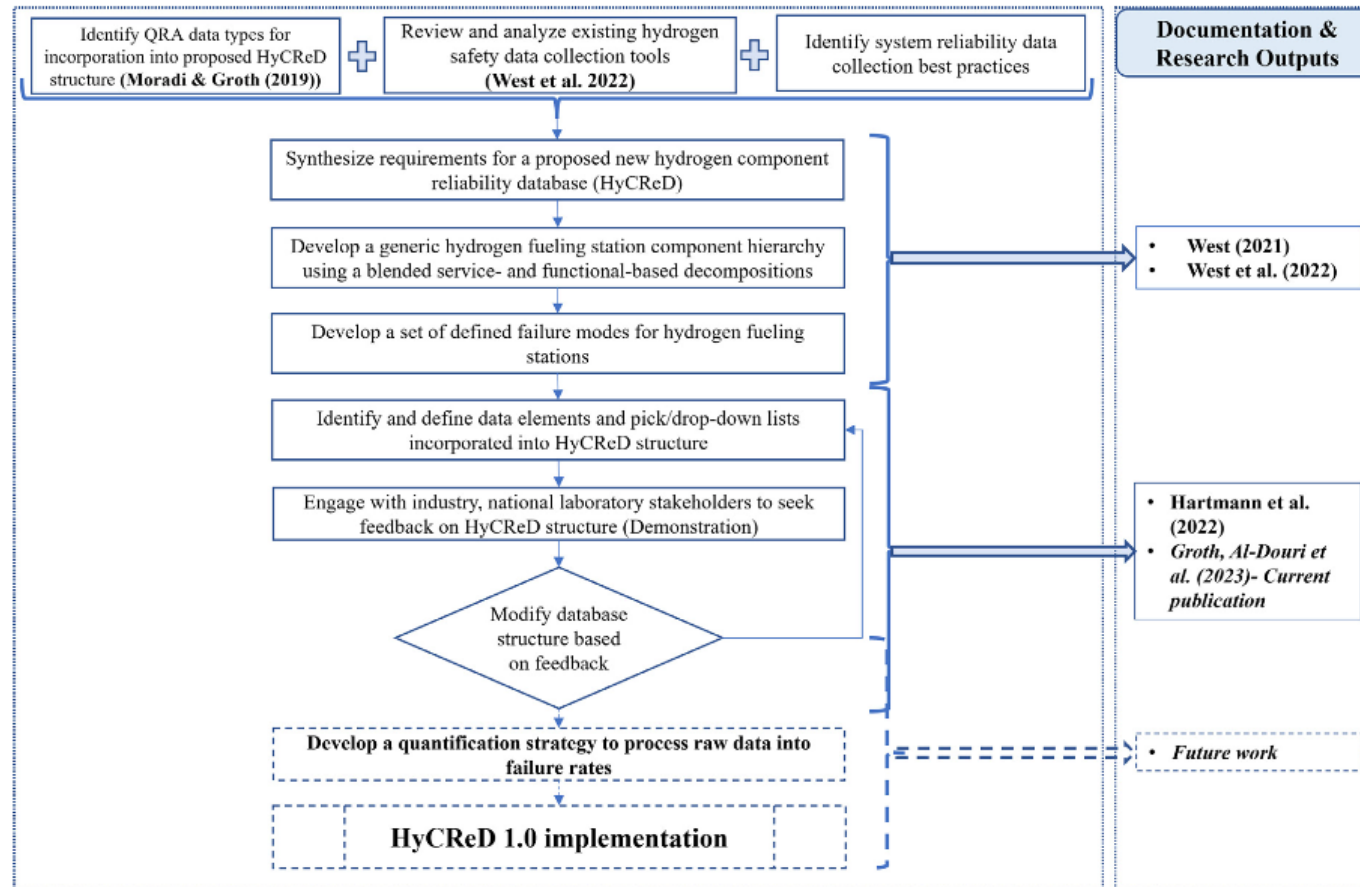 Identify QRA data types for
incorporation into proposed HyCReD
structure (Moradi & Groth (2019))
Review and analyze existing hydrogen
safety data collection tools
(West et al. 2022)
Identify system reliability data
collection best practices
Documentation &
Research Outputs
Synthesize requirements for a proposed new hydrogen component
reliability database (HyCReD)
Develop a generic hydrogen fueling station component hierarchy
using a blended service- and functional-based decompositions
• West (2021)
• West et al. (2022)
Develop a set of defined failure modes for hydrogen fueling
stations
Identify and define data elements and pick/drop-down lists
incorporated into HyCReD structure
Engage with industry, national laboratory stakeholders to seek
feedback on HyCReD structure (Demonstration)
• Hartmann et al.
(2022)
• Groth, Al-Douri et
al. (2023)- Current
publication
Modify database
structure based
on feedback
Develop a quantification strategy to process raw data into
failure rates
• Future work
HyCReD 1.0 implementation